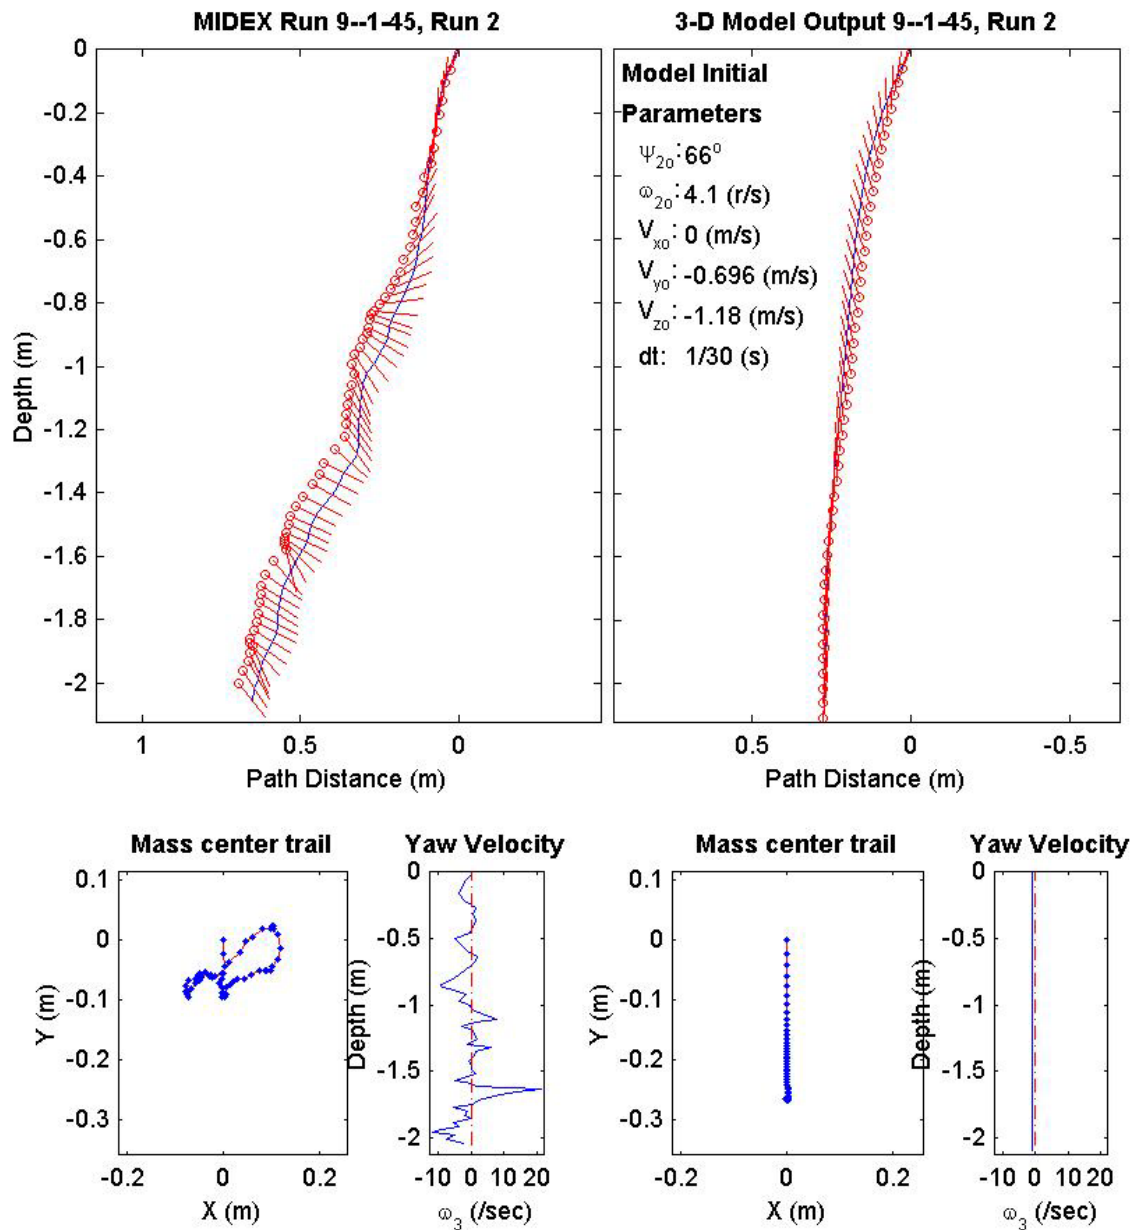 MIDEX Run 9--1-45, Run 2
3-D Model Output 9--1-45, Run 2
0
-0.2
-0.4
-0.6
-0.8
-1
-1.2
-1.4
-1.6
-1.8
-2
Depth (m)
1 0.5 0
Path Distance (m)
Model Initial
Parameters
Ψ2o: 66o
ω2o: 4.1 (r/s)
Vxo: 0 (m/s)
Vyo: -0.696 (m/s)
Vzo: -1.18 (m/s)
dt: 1/30 (s)
0.5 0 -0.5
Path Distance (m)
Mass center trail
0.1
0
-0.1
-0.2
-0.3
Y (m)
-0.2 0 0.2
X (m)
Yaw Velocity
0
-0.5
-1
-1.5
-2
Depth (m)
-10 0 10 20
ω3 (/sec)
Mass center trail
0.1
0
-0.1
-0.2
-0.3
Y (m)
-0.2 0 0.2
X (m)
Yaw Velocity
0
-0.5
-1
-1.5
-2
Depth (m)
-10 0 10 20
ω3 (/sec)